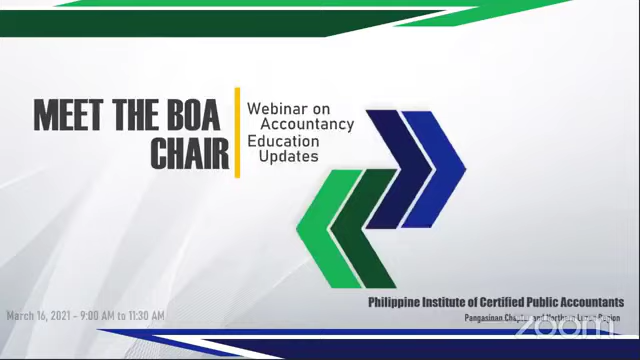 MEET THE BOA
CHAIR
Webinar on
Accountancy
Education
Updates
Philippine Institute of Certified Public Accountants
Pangasinan Chapter and Northern Luzon Region
March 16, 2021 - 9:00 AM to 11:30 AM
zoom